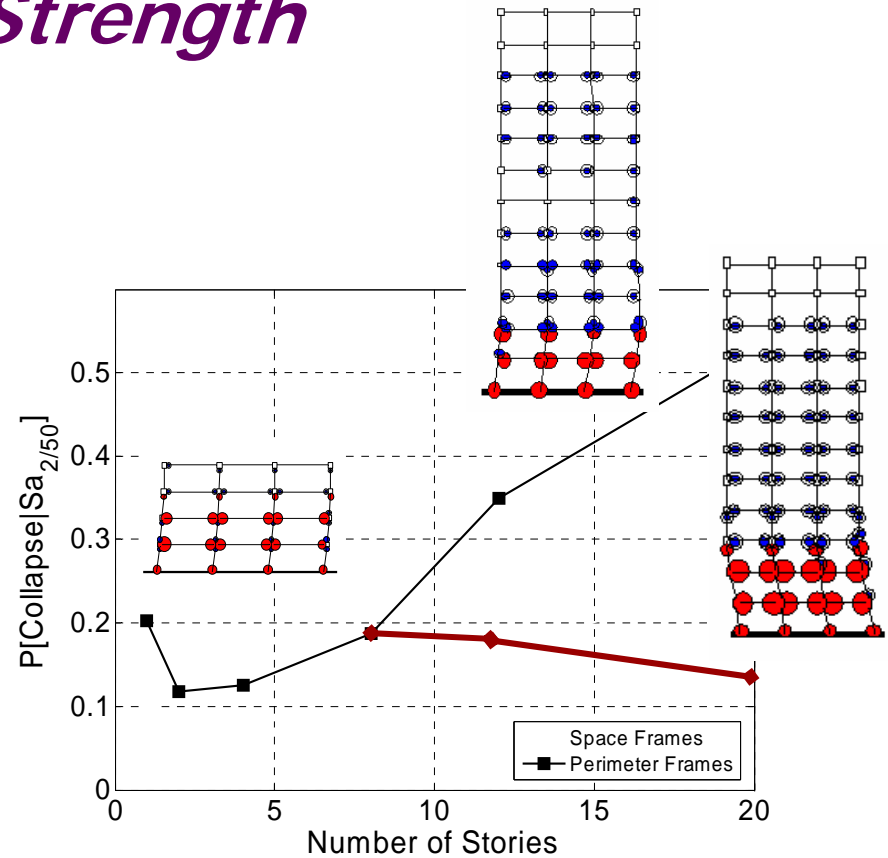 Strength
0.5
0.4
0.3
0.2
0.1
0
P[Collapse|Sa2/50]
0
5
10
15
20
Number of Stories
Space Frames
Perimeter Frames